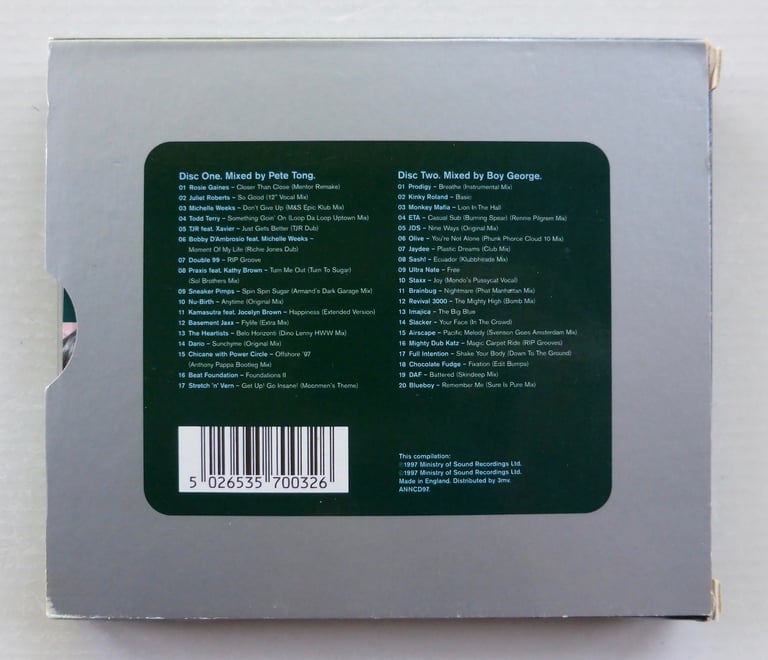 Disc One. Mixed by Pete Tong.
01 Rosie Gaines – Closer Than Close (Mentor Remake)
02 Juliet Roberts – So Good (12" Vocal Mix)
03 Michelle Weeks – Don't Give Up (M&S Epic Klub Mix)
04 Todd Terry – Something Goin' On (Loop Da Loop Uptown Mix)
05 TJR feat. Xavier – Just Gets Better (TJR Dub)
06 Bobby D'Ambrosio feat. Michelle Weeks –
Moment Of My Life (Richie Jones Dub)
07 Double 99 – RIP Groove
08 Praxis feat. Kathy Brown – Turn Me Out (Turn To Sugar)
(Sol Brothers Mix)
09 Sneaker Pimps – Spin Spin Sugar (Armand's Dark Garage Mix)
10 Nu-Birth – Anytime (Original Mix)
11 Kamasutra feat. Jocelyn Brown – Happiness (Extended Version)
12 Basement Jaxx – Flylife (Extra Mix)
13 The Heartists – Belo Horizonti (Dino Lenny HWW Mix)
14 Dario – Sunchyme (Original Mix)
15 Chicane with Power Circle – Offshore '97
(Anthony Pappa Bootleg Mix)
16 Beat Foundation – Foundations II
17 Stretch 'n' Vern – Get Up! Go Insane! (Moonmen's Theme)
Disc Two. Mixed by Boy George.
01 Prodigy – Breathe (Instrumental Mix)
02 Kinky Roland – Basic
03 Monkey Mafia – Lion In The Hall
04 ETA – Casual Sub (Burning Spear) (Rennie Pilgrem Mix)
05 JDS – Nine Ways (Original Mix)
06 Olive – You're Not Alone (Phunk Phorce Cloud 10 Mix)
07 Jaydee – Plastic Dreams (Club Mix)
08 Sash! – Ecuador (Klubbheads Mix)
09 Ultra Nate – Free
10 Staxx – Joy (Mondo's Pussycat Vocal)
11 Brainbug – Nightmare (Phat Manhattan Mix)
12 Revival 3000 – The Mighty High (Bomb Mix)
13 Imajica – The Big Blue
14 Slacker – Your Face (In The Crowd)
15 Airscape – Pacific Melody (Svenson Goes Amsterdam Mix)
16 Mighty Dub Katz – Magic Carpet Ride (RIP Grooves)
17 Full Intention – Shake Your Body (Down To The Ground)
18 Chocolate Fudge – Fixation (Edit Bumps)
19 DAF – Battered (Skindeep Mix)
20 Blueboy – Remember Me (Sure Is Pure Mix)
5 026535 700326
This compilation:
℗1997 Ministry of Sound Recordings Ltd.
©1997 Ministry of Sound Recordings Ltd.
Made in England. Distributed by 3mv.
ANNCD97.